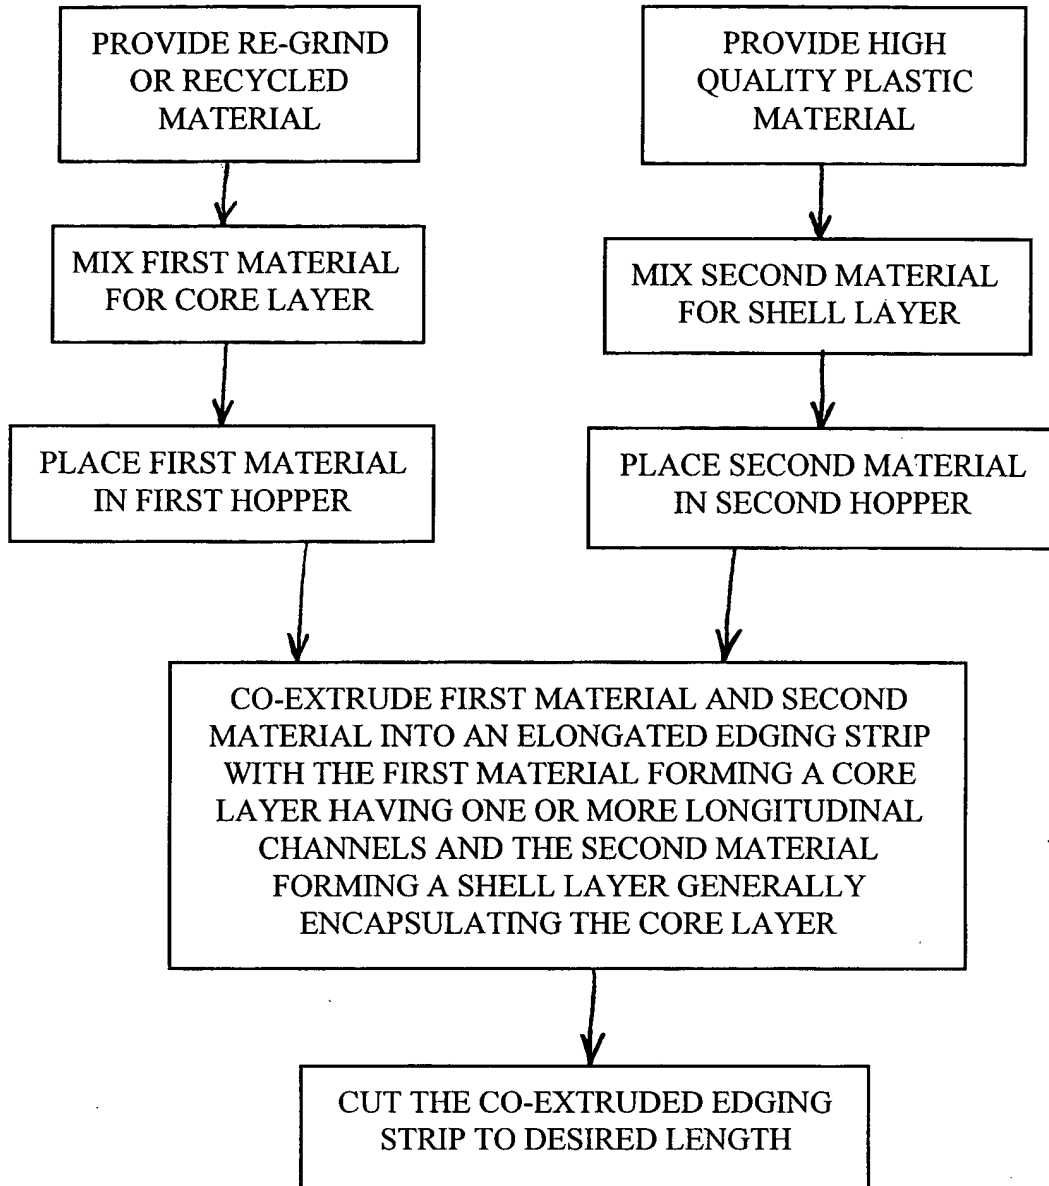 PROVIDE RE-GRIND
OR RECYCLED
MATERIAL
PROVIDE HIGH
QUALITY PLASTIC
MATERIAL
MIX FIRST MATERIAL
FOR CORE LAYER
MIX SECOND MATERIAL
FOR SHELL LAYER
PLACE FIRST MATERIAL
IN FIRST HOPPER
PLACE SECOND MATERIAL
IN SECOND HOPPER
CO-EXTRUDE FIRST MATERIAL AND SECOND
MATERIAL INTO AN ELONGATED EDGING STRIP
WITH THE FIRST MATERIAL FORMING A CORE
LAYER HAVING ONE OR MORE LONGITUDINAL
CHANNELS AND THE SECOND MATERIAL
FORMING A SHELL LAYER GENERALLY
ENCAPSULATING THE CORE LAYER
CUT THE CO-EXTRUDED EDGING
STRIP TO DESIRED LENGTH